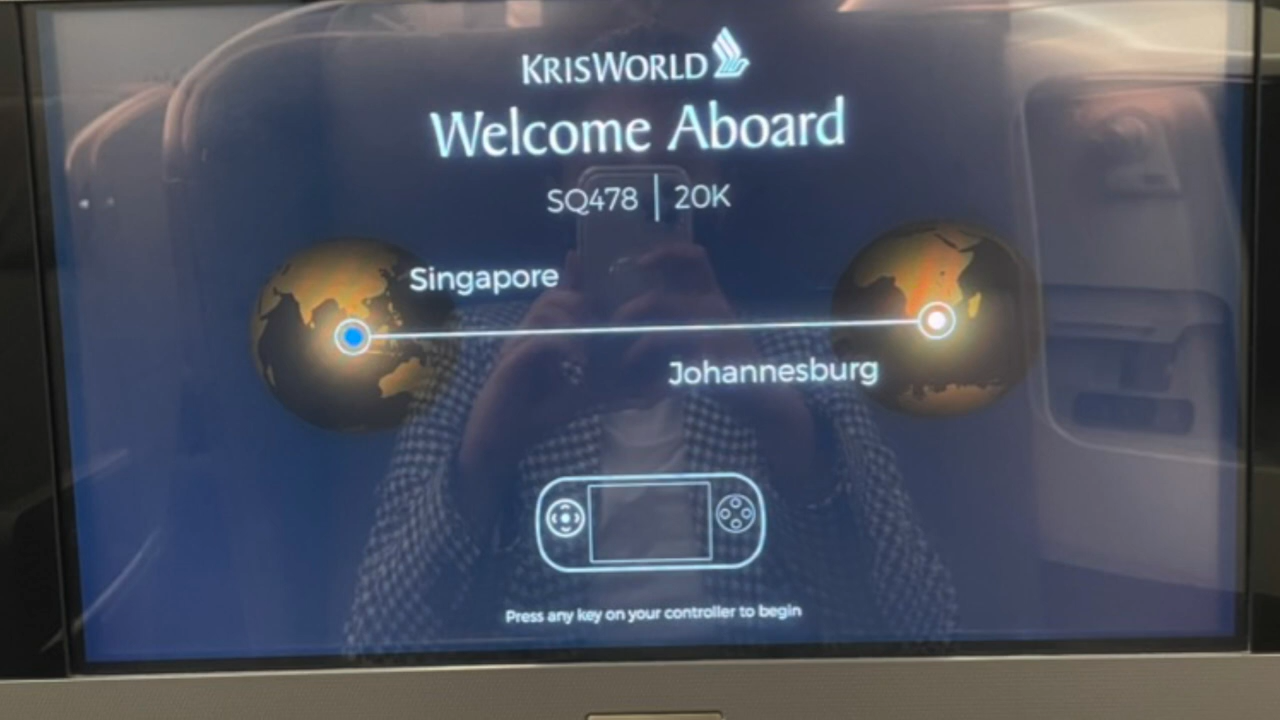 KRISWORLD
Welcome Aboard
SQ478 | 20K
Singapore
Johannesburg
Press any key on your controller to begin